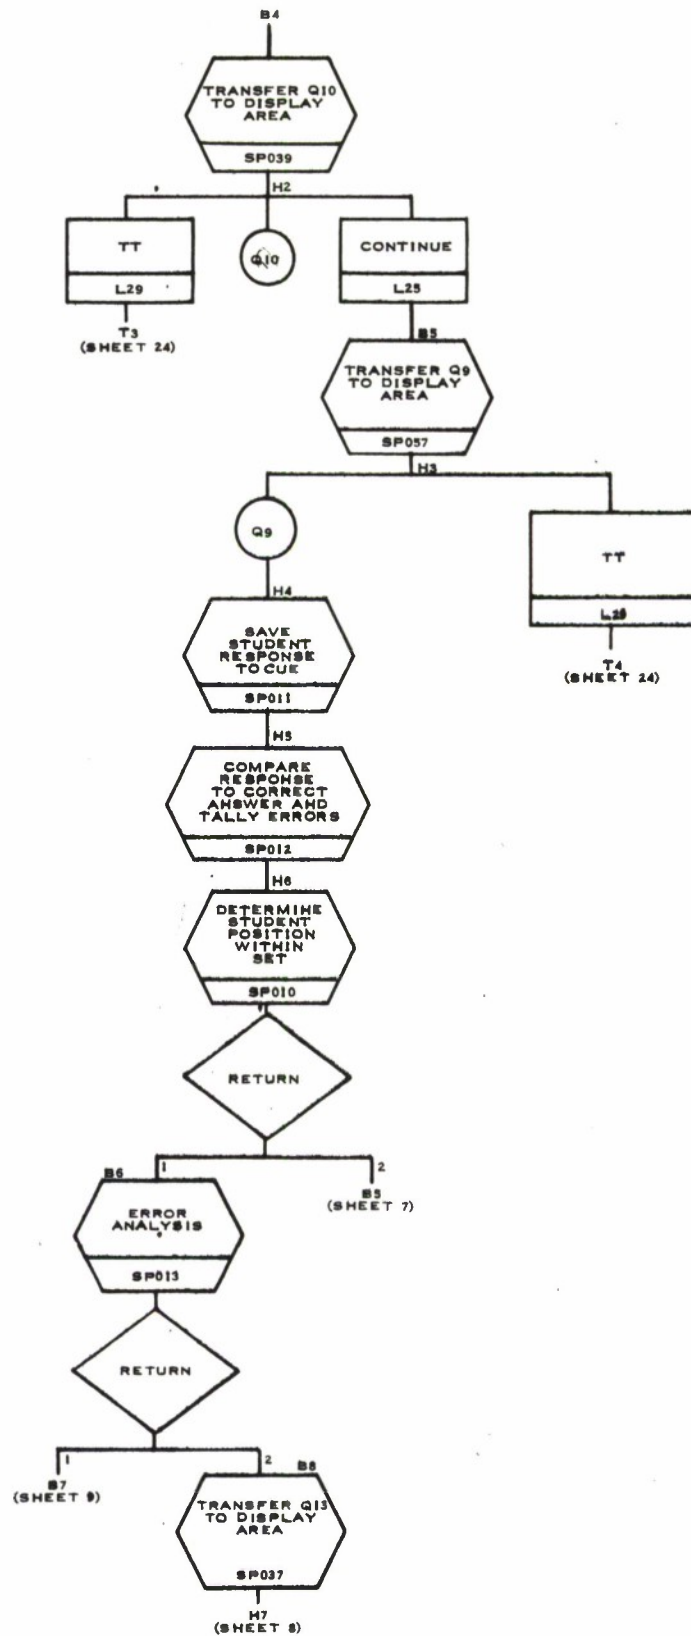 B4
TRANSFER Q10
TO DISPLAY
AREA
SP039
H2
TT
L29
T3
(SHEET 24)
Q10
CONTINUE
L25
B5
TRANSFER Q9
TO DISPLAY
AREA
SP057
H3
Q9
TT
T4
(SHEET 24)
H4
SAVE
STUDENT
RESPONSE
TO CUE
SP011
H5
COMPARE
RESPONSE
TO CORRECT
ANSWER AND
TALLY ERRORS
SP012
H6
DETERMINE
STUDENT
POSITION
WITHIN
SET
SP010
RETURN
1
2
B5
(SHEET 7)
B6
ERROR
ANALYSIS
SP013
RETURN
1
2
B7
(SHEET 9)
B8
TRANSFER Q13
TO DISPLAY
AREA
SP037
H7
(SHEET 8)